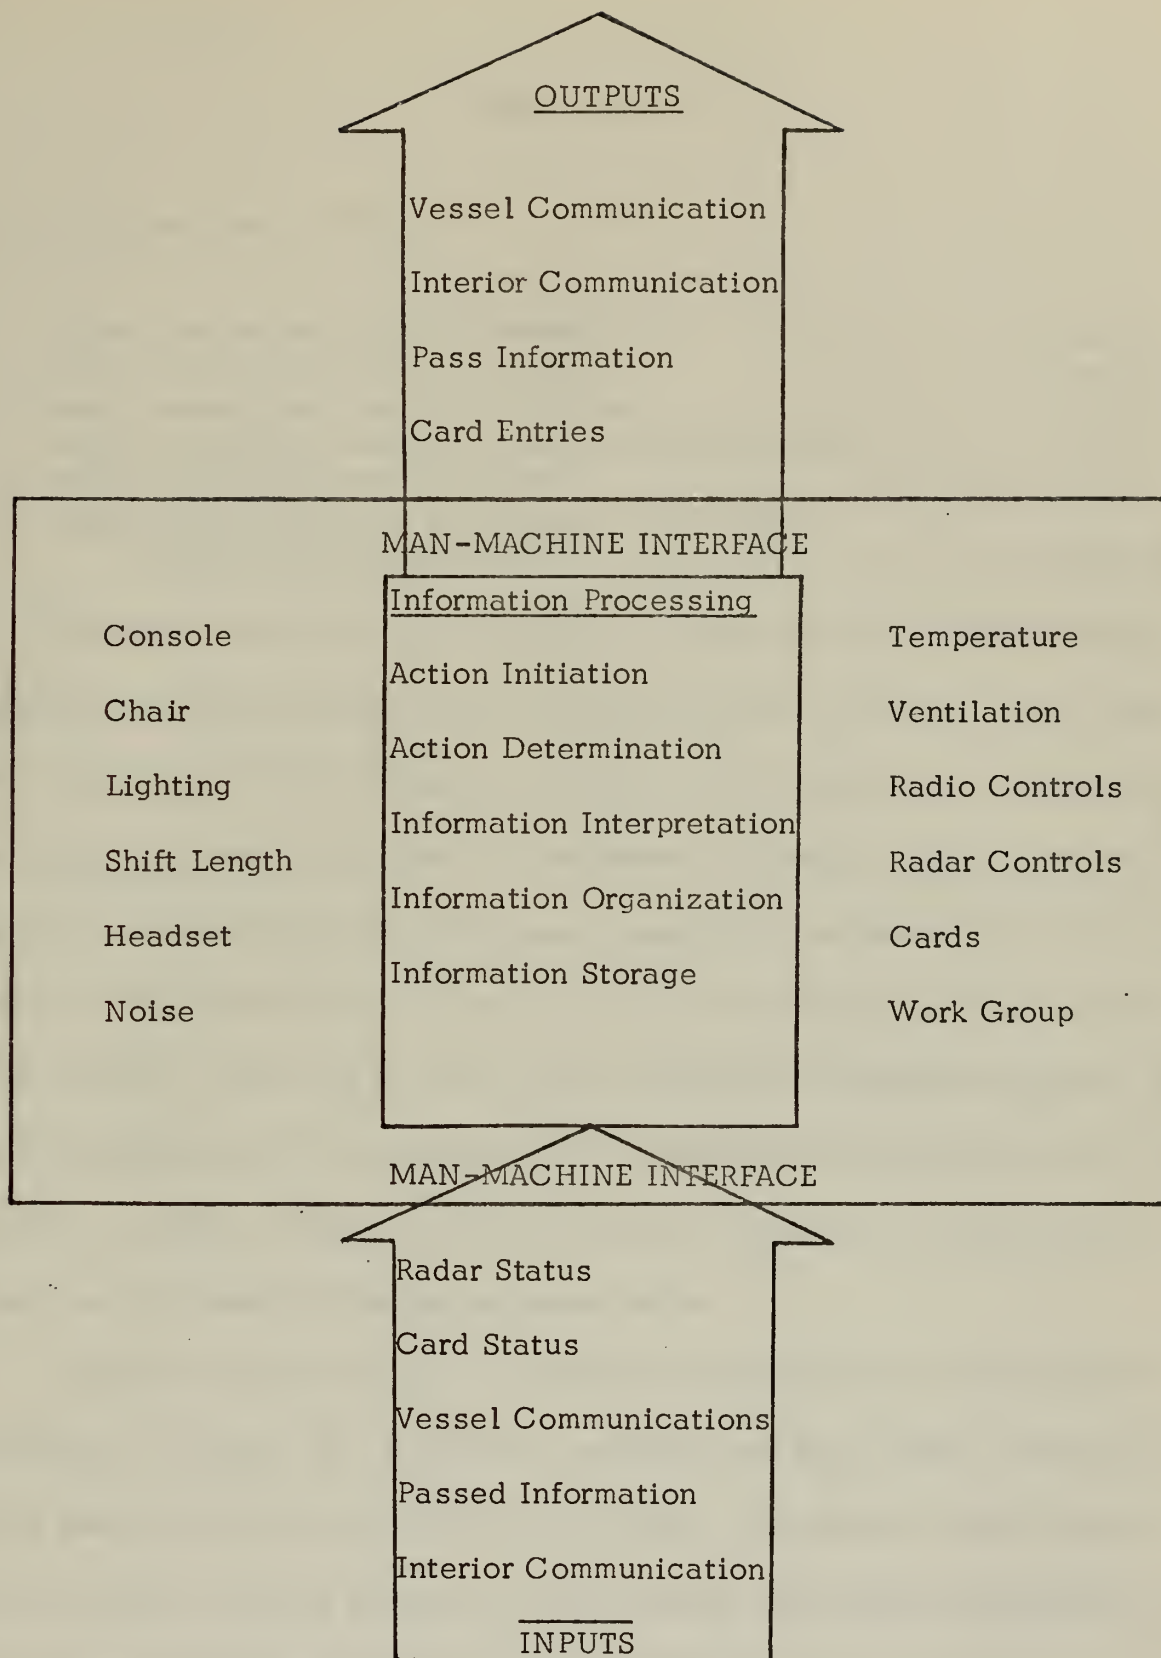 OUTPUTS
Vessel Communication
Interior Communication
Pass Information
Card Entries
MAN-MACHINE INTERFACE
Information Processing
Console
Chair
Lighting
Shift Length
Headset
Noise
Action Initiation
Action Determination
Information Interpretation
Information Organization
Information Storage
Temperature
Ventilation
Radio Controls
Radar Controls
Cards
Work Group
MAN-MACHINE INTERFACE
Radar Status
Card Status
Vessel Communications
Passed Information
Interior Communication
INPUTS